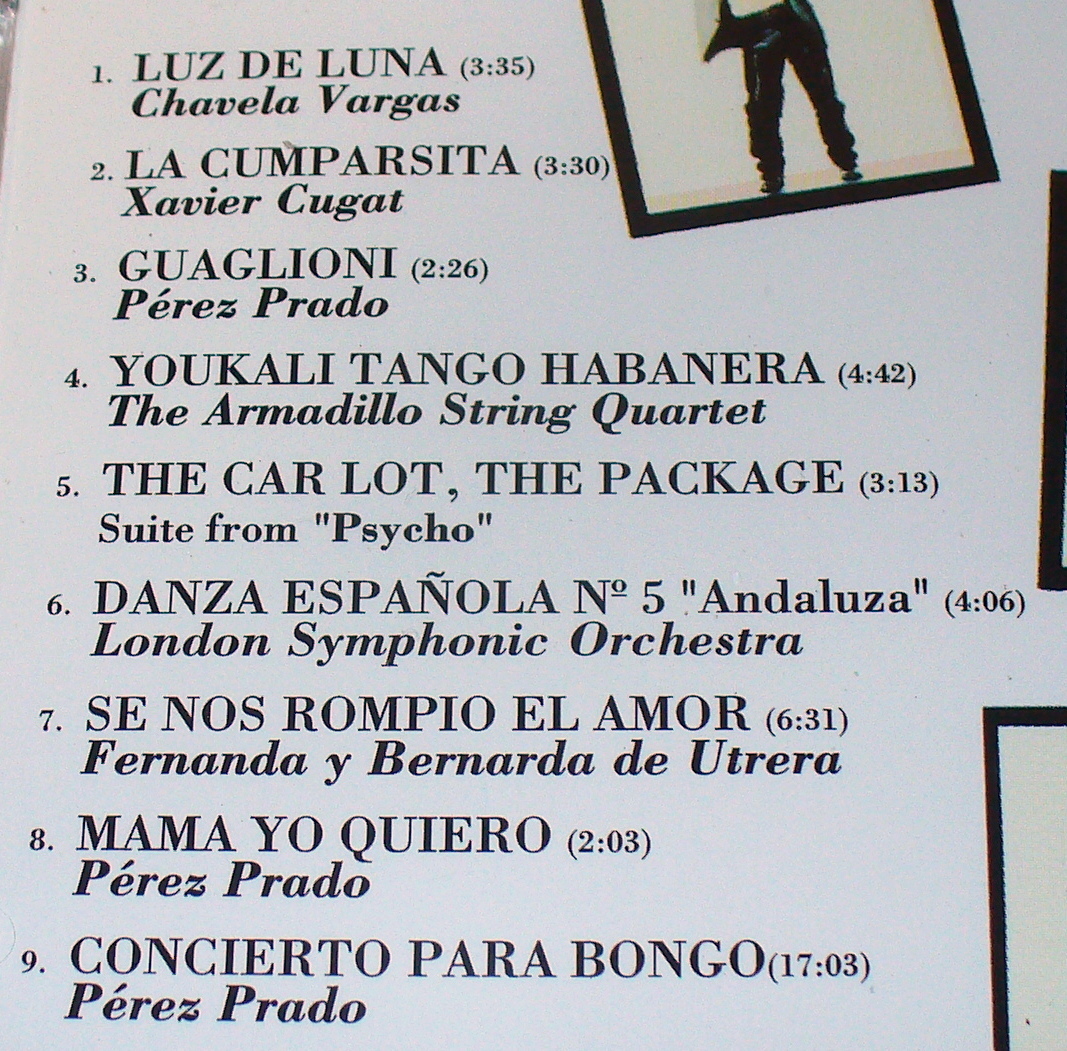 1. LUZ DE LUNA (3:35)
Chavela Vargas
2. LA CUMPARSITA (3:30)
Xavier Cugat
3. GUAGLIONI (2:26)
Pérez Prado
4. YOUKALI TANGO HABANERA (4:42)
The Armadillo String Quartet
5. THE CAR LOT, THE PACKAGE (3:13)
Suite from "Psycho"
6. DANZA ESPAÑOLA Nº 5 "Andaluza" (4:06)
London Symphonic Orchestra
7. SE NOS ROMPIO EL AMOR (6:31)
Fernanda y Bernarda de Utrera
8. MAMA YO QUIERO (2:03)
Pérez Prado
9. CONCIERTO PARA BONGO(17:03)
Pérez Prado